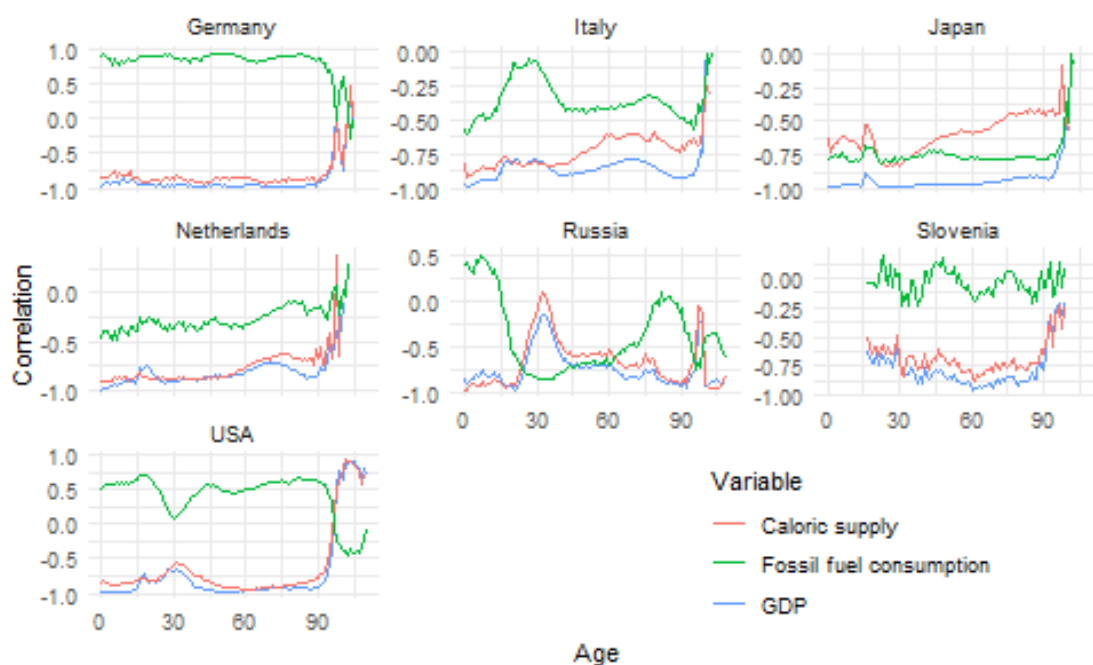 Germany
Italy
Japan
1.0
0.5
0.0
-0.5
-1.0
0.00
-0.25
-0.50
-0.75
-1.00
0.00
-0.25
-0.50
-0.75
-1.00
Netherlands
Russia
Slovenia
0.0
-0.5
-1.0
0.5
0.0
-0.5
-1.0
0.00
-0.25
-0.50
-0.75
-1.00
0 30 60 90
0 30 60 90
Correlation
USA
1.0
0.5
0.0
-0.5
-1.0
0 30 60 90
Variable
Caloric supply
Fossil fuel consumption
GDP
Age